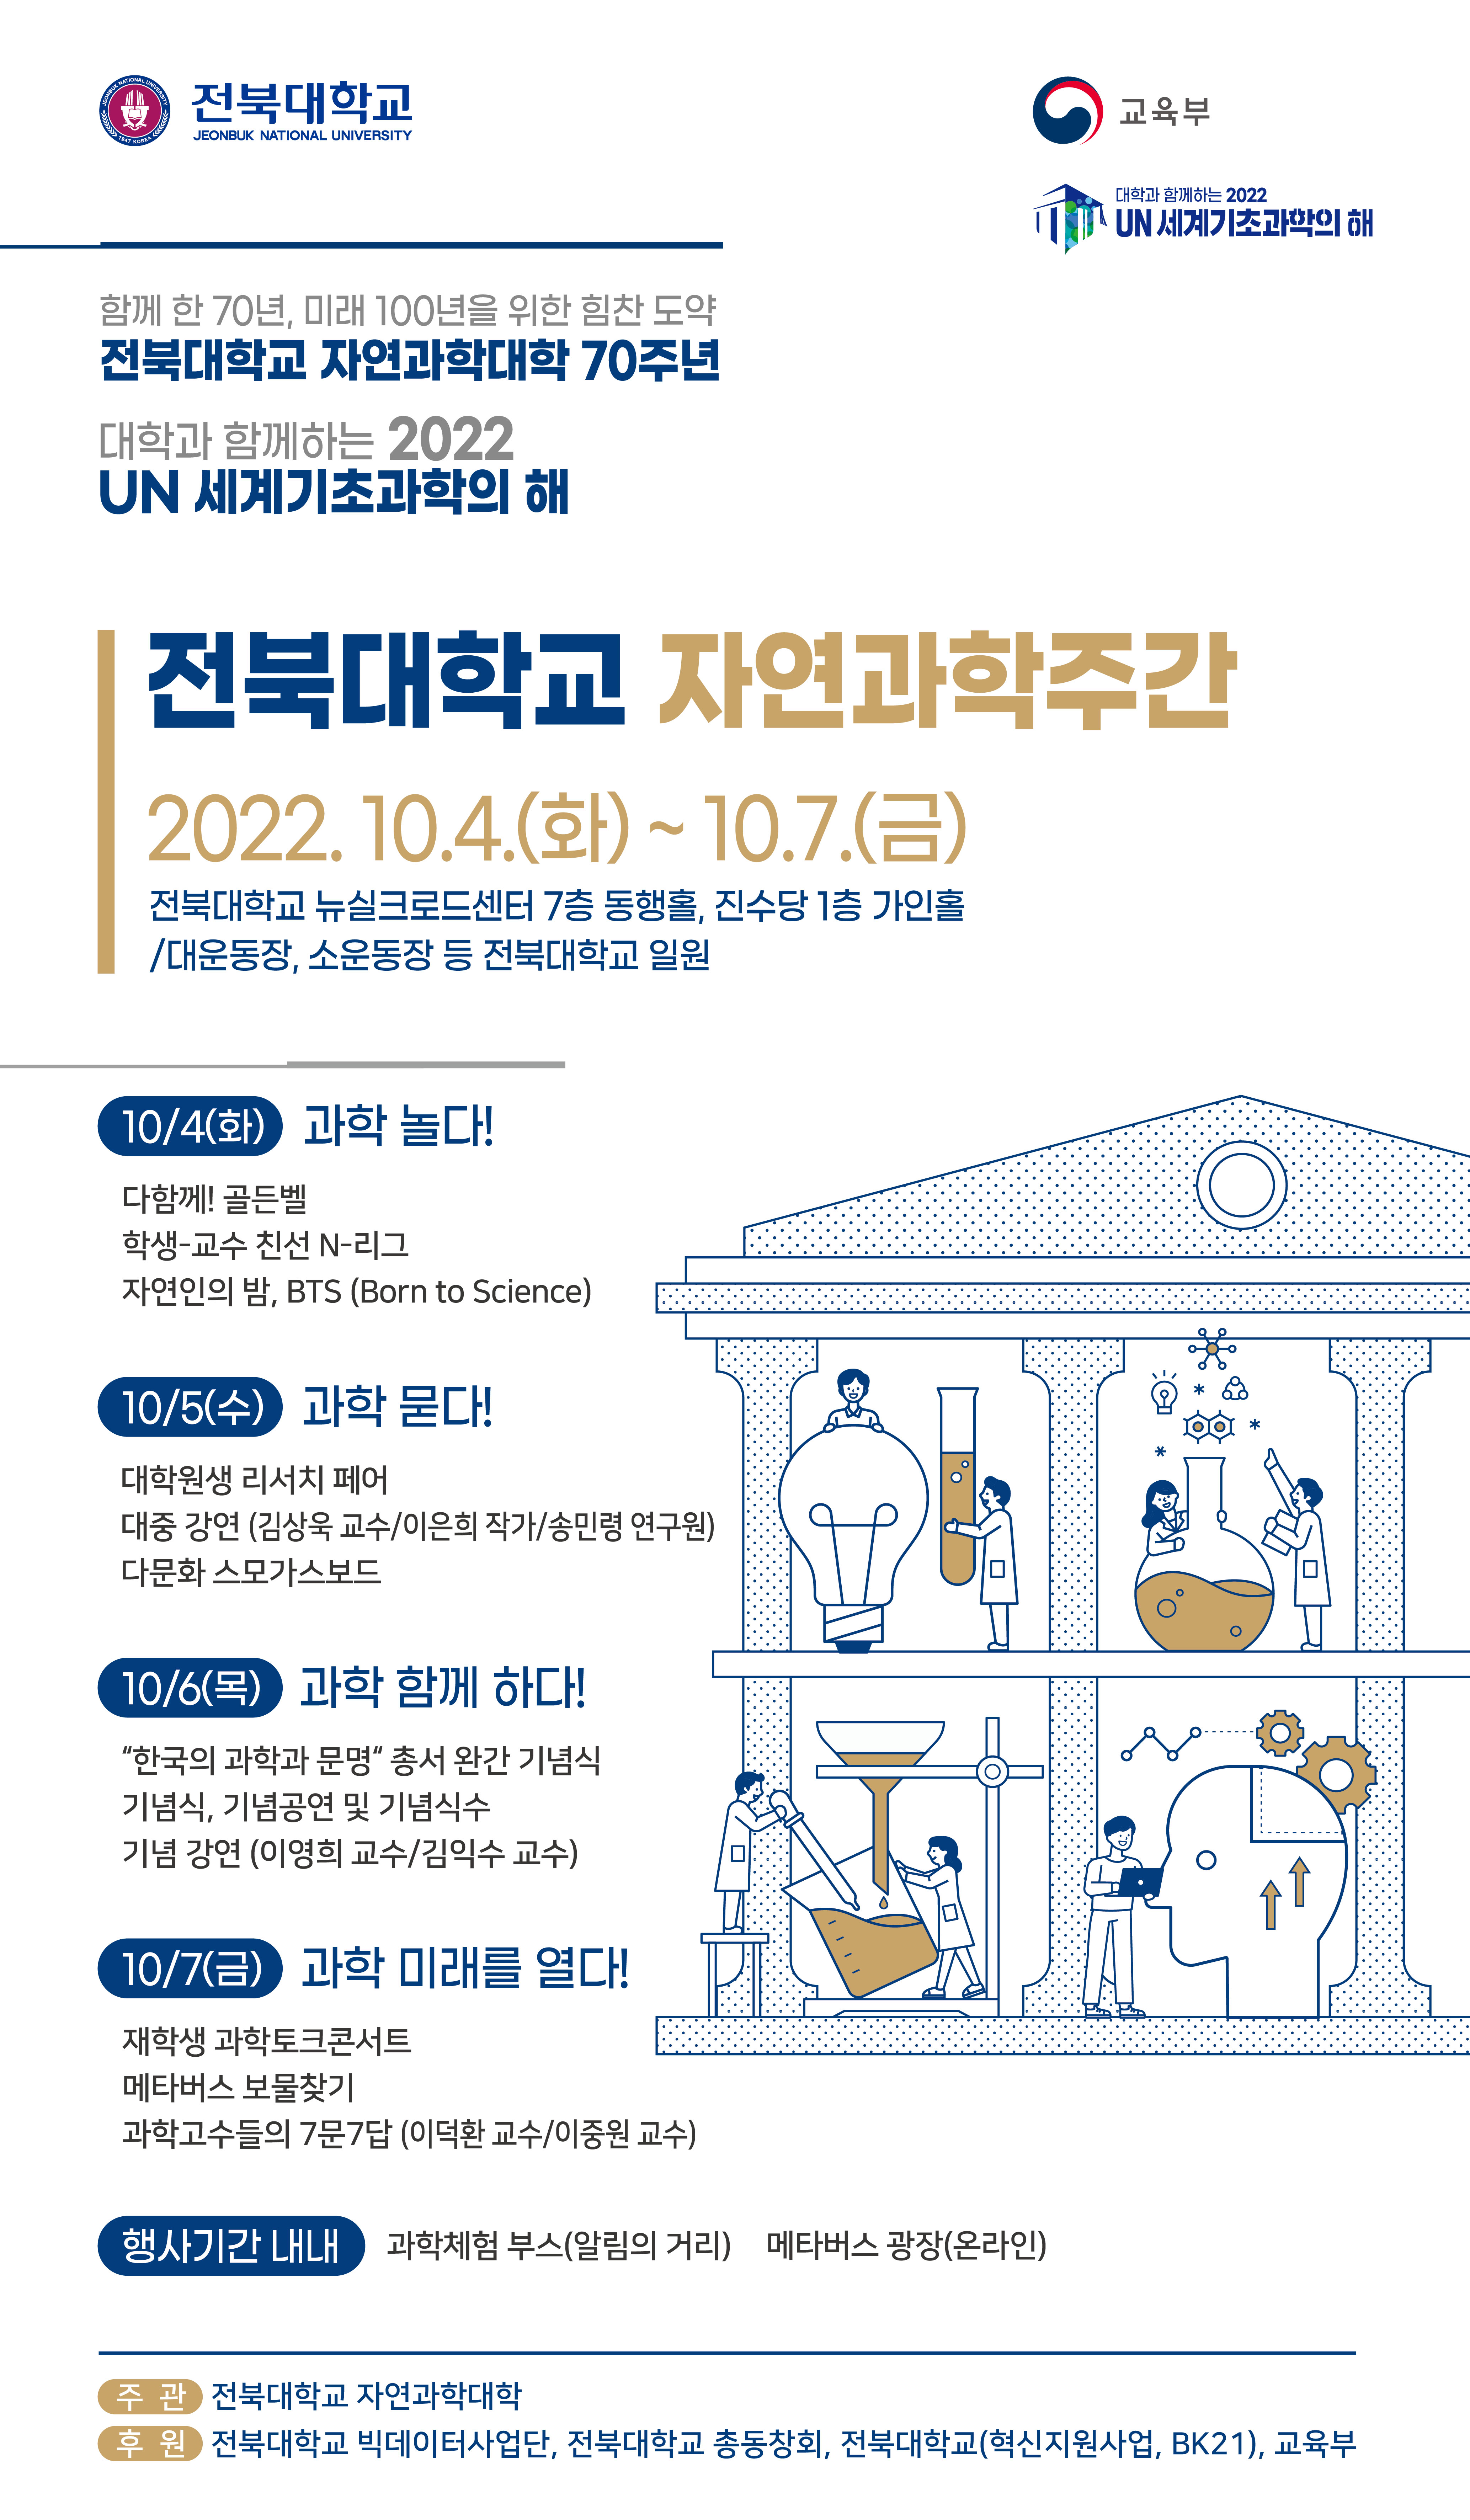 전북대학교
JEONBUK NATIONAL UNIVERSITY
JEONBUK NATIONAL UNIVERSITY
1947 KOREA
교육부
대학과 함께하는 2022
UN 세계기초과학의 해
함께 한 70년, 미래 100년을 위한 힘찬 도약
전북대학교 자연과학대학 70주년
대학과 함께하는 2022
UN 세계기초과학의 해
전북대학교 자연과학주간
2022. 10.4.(화) ~ 10.7.(금)
전북대학교 뉴실크로드센터 7층 동행홀, 진수당 1층 가인홀
/대운동장, 소운동장 등 전북대학교 일원
10/4(화) 과학 놀다!
다함께! 골든벨
학생-교수 친선 N-리그
자연인의 밤, BTS (Born to Science)
10/5(수) 과학 묻다!
대학원생 리서치 페어
대중 강연 (김상욱 교수/이은희 작가/송민령 연구원)
다문화 스모가스보드
10/6(목) 과학 함께 하다!
“한국의 과학과 문명“ 총서 완간 기념식
기념식, 기념공연 및 기념식수
기념 강연 (이영희 교수/김익수 교수)
10/7(금) 과학 미래를 열다!
재학생 과학토크콘서트
메타버스 보물찾기
과학고수들의 7문7답 (이덕환 교수/이중원 교수)
행사기간 내내 과학체험 부스(알림의 거리) 메타버스 광장(온라인)
주 관 전북대학교 자연과학대학
후 원 전북대학교 빅데이터사업단, 전북대학교 총동창회, 전북대학교(혁신지원사업, BK21), 교육부